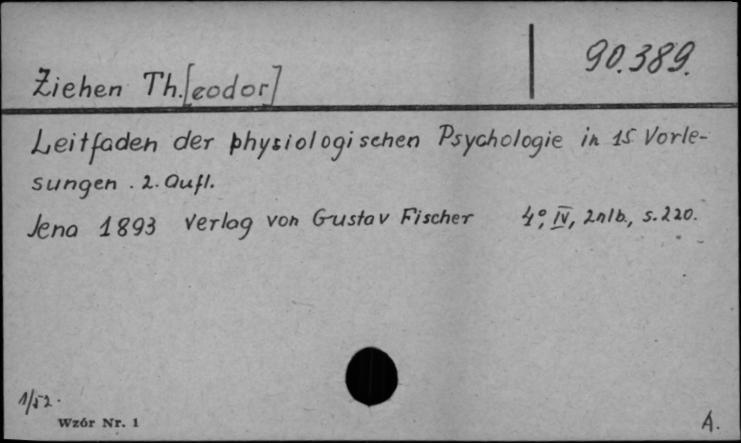 90.389.
Ziehen Th.[eodor]
Leitfaden der physiologischen Psychologie in 15 Vorle-
sungen. 2. Aufl.
Jena 1893 Verlag von Gustav Fischer 4°, IV, 2nlb., s. 220.
1/52.
Wzór Nr. 1
A.